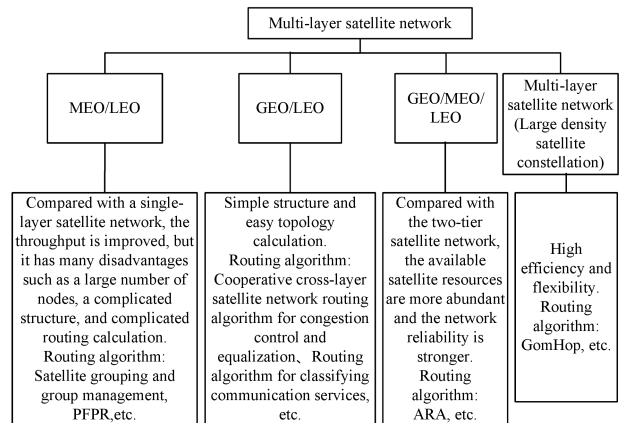 Multi-layer satellite network
MEO/LEO
GEO/LEO
GEO/MEO/
LEO
Multi-layer
satellite network
(Large density
satellite
constellation)
Compared with a single-
layer satellite network, the
throughput is improved, but
it has many disadvantages
such as a large number of
nodes, a complicated
structure, and complicated
routing calculation.
Routing algorithm:
Satellite grouping and
group management,
PFPR,etc.
Simple structure and
easy topology
calculation.
Routing algorithm:
Cooperative cross-layer
satellite network routing
algorithm for congestion
control and
equalization、Routing
algorithm for classifying
communication services,
etc.
Compared with
the two-tier
satellite network,
the available
satellite resources
are more abundant
and the network
reliability is
stronger.
Routing
algorithm:
ARA, etc.
High
efficiency and
flexibility.
Routing
algorithm:
GomHop, etc.